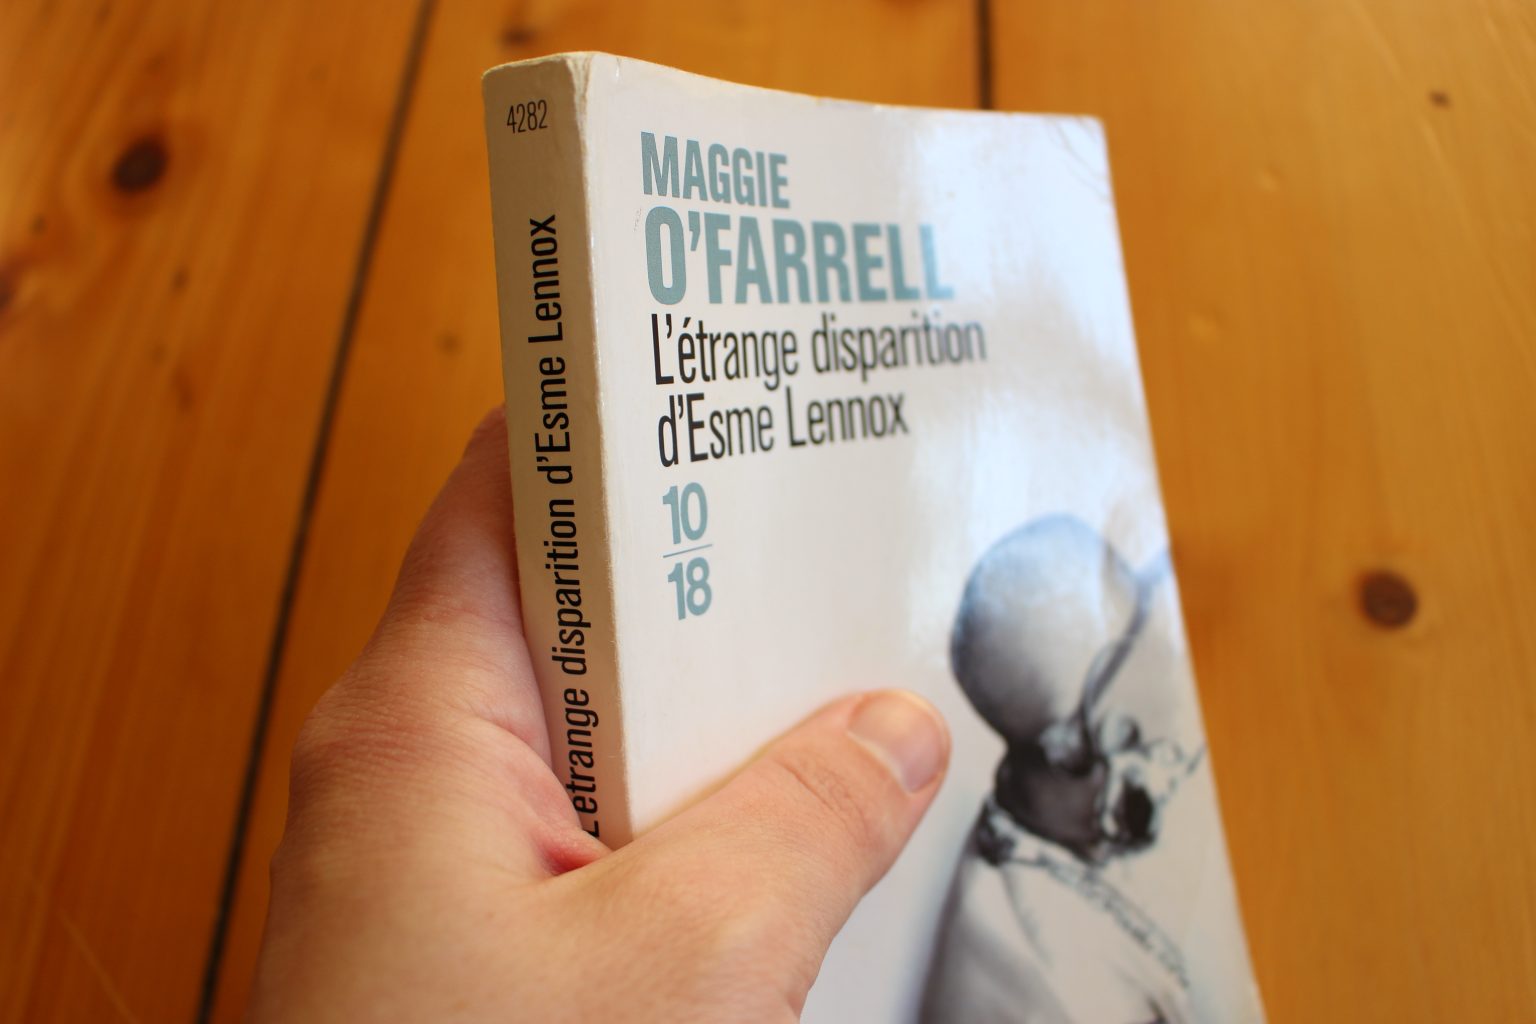 4282
L'étrange disparition d'Esme Lennox
MAGGIE
O'FARRELL
L'étrange disparition
d'Esme Lennox
10
18